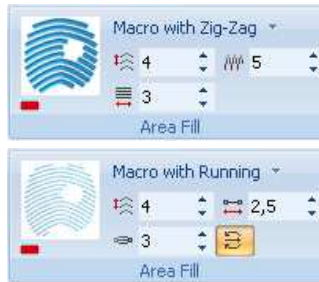 Macro with Zig-Zag
4 5
3
Area Fill
Macro with Running
4 2,5
3
Area Fill